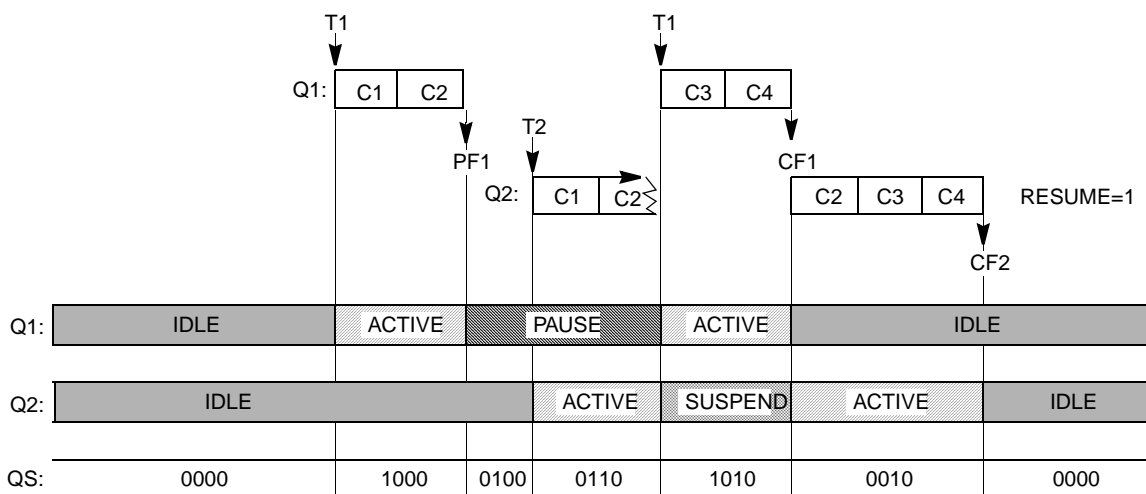 T1 T1
Q1: C1 C2 C3 C4
T2
PF1 CF1
Q2: C1 C2 C2 C3 C4 RESUME=1
CF2
Q1: IDLE ACTIVE PAUSE ACTIVE IDLE
Q2: IDLE ACTIVE SUSPEND ACTIVE IDLE
QS: 0000 1000 0100 0110 1010 0010 0000